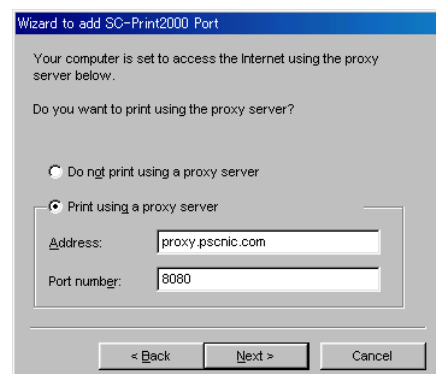 Wizard to add SC-Print2000 Port
Your computer is set to access the Internet using the proxy
server below.
Do you want to print using the proxy server?
Do not print using a proxy server
Print using a proxy server
Address: proxy.pscnic.com
Port number: 8080
< Back Next > Cancel